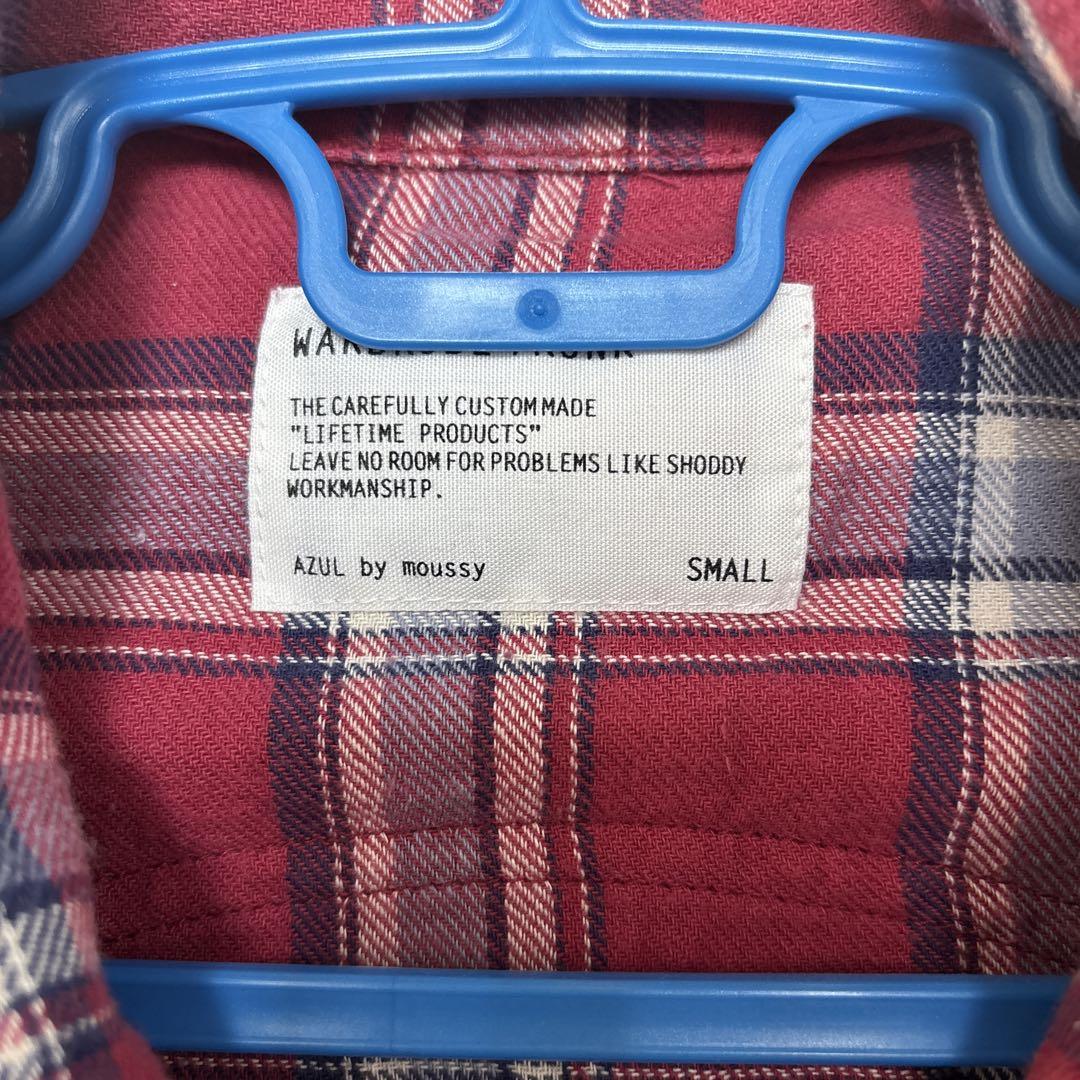 THE CAREFULLY CUSTOM MADE
"LIFETIME PRODUCTS"
LEAVE NO ROOM FOR PROBLEMS LIKE SHODDY
WORKMANSHIP.
AZUL by moussy SMALL